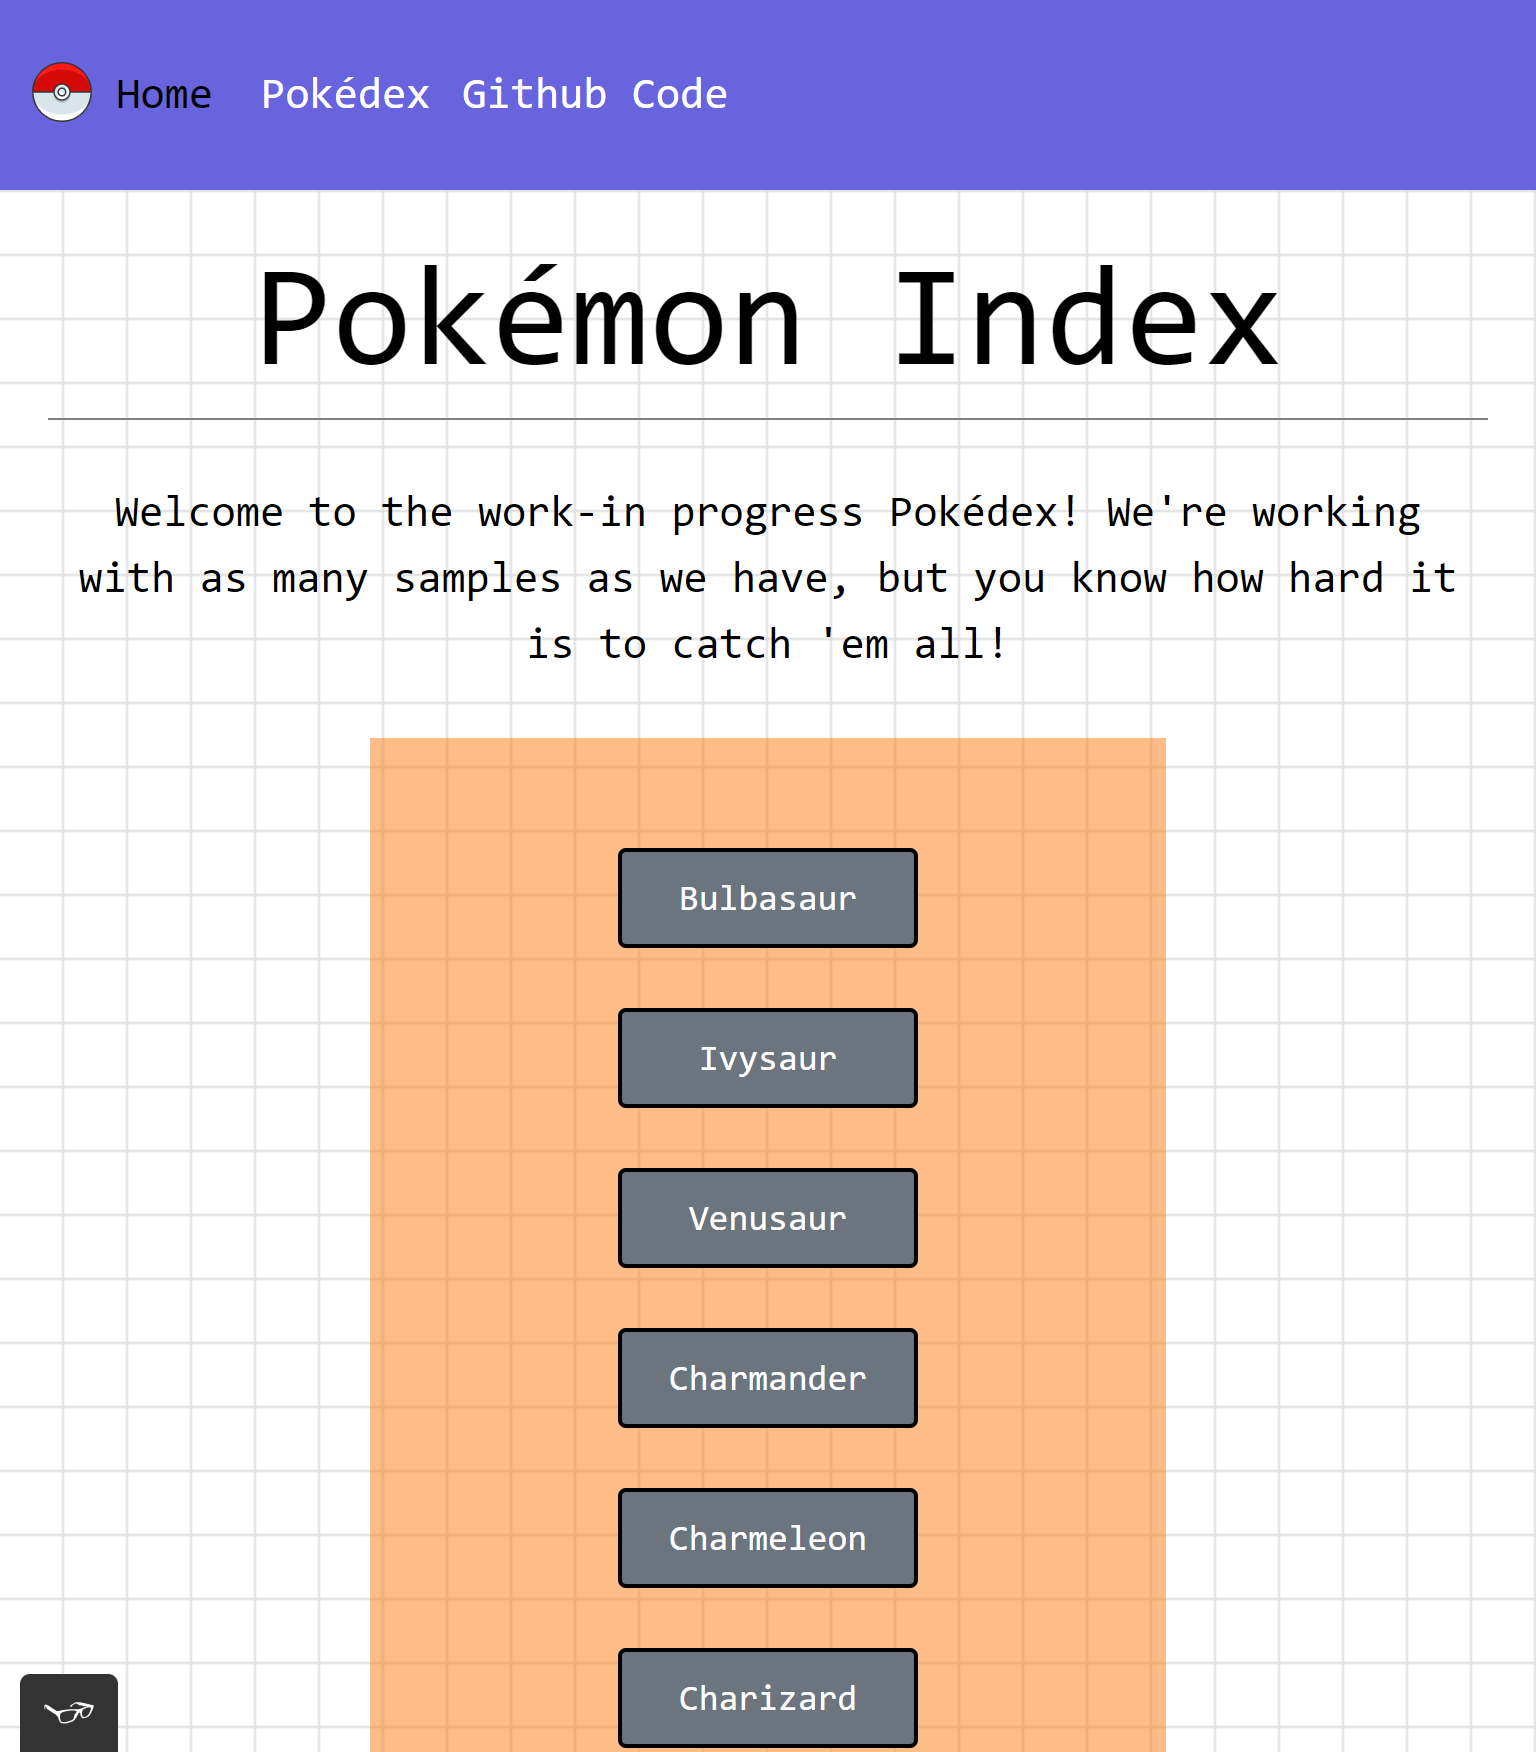 Home Pokédex Github Code
Pokémon Index
Welcome to the work-in progress Pokédex! We're working
with as many samples as we have, but you know how hard it
is to catch 'em all!
Bulbasaur
Ivysaur
Venusaur
Charmander
Charmeleon
Charizard